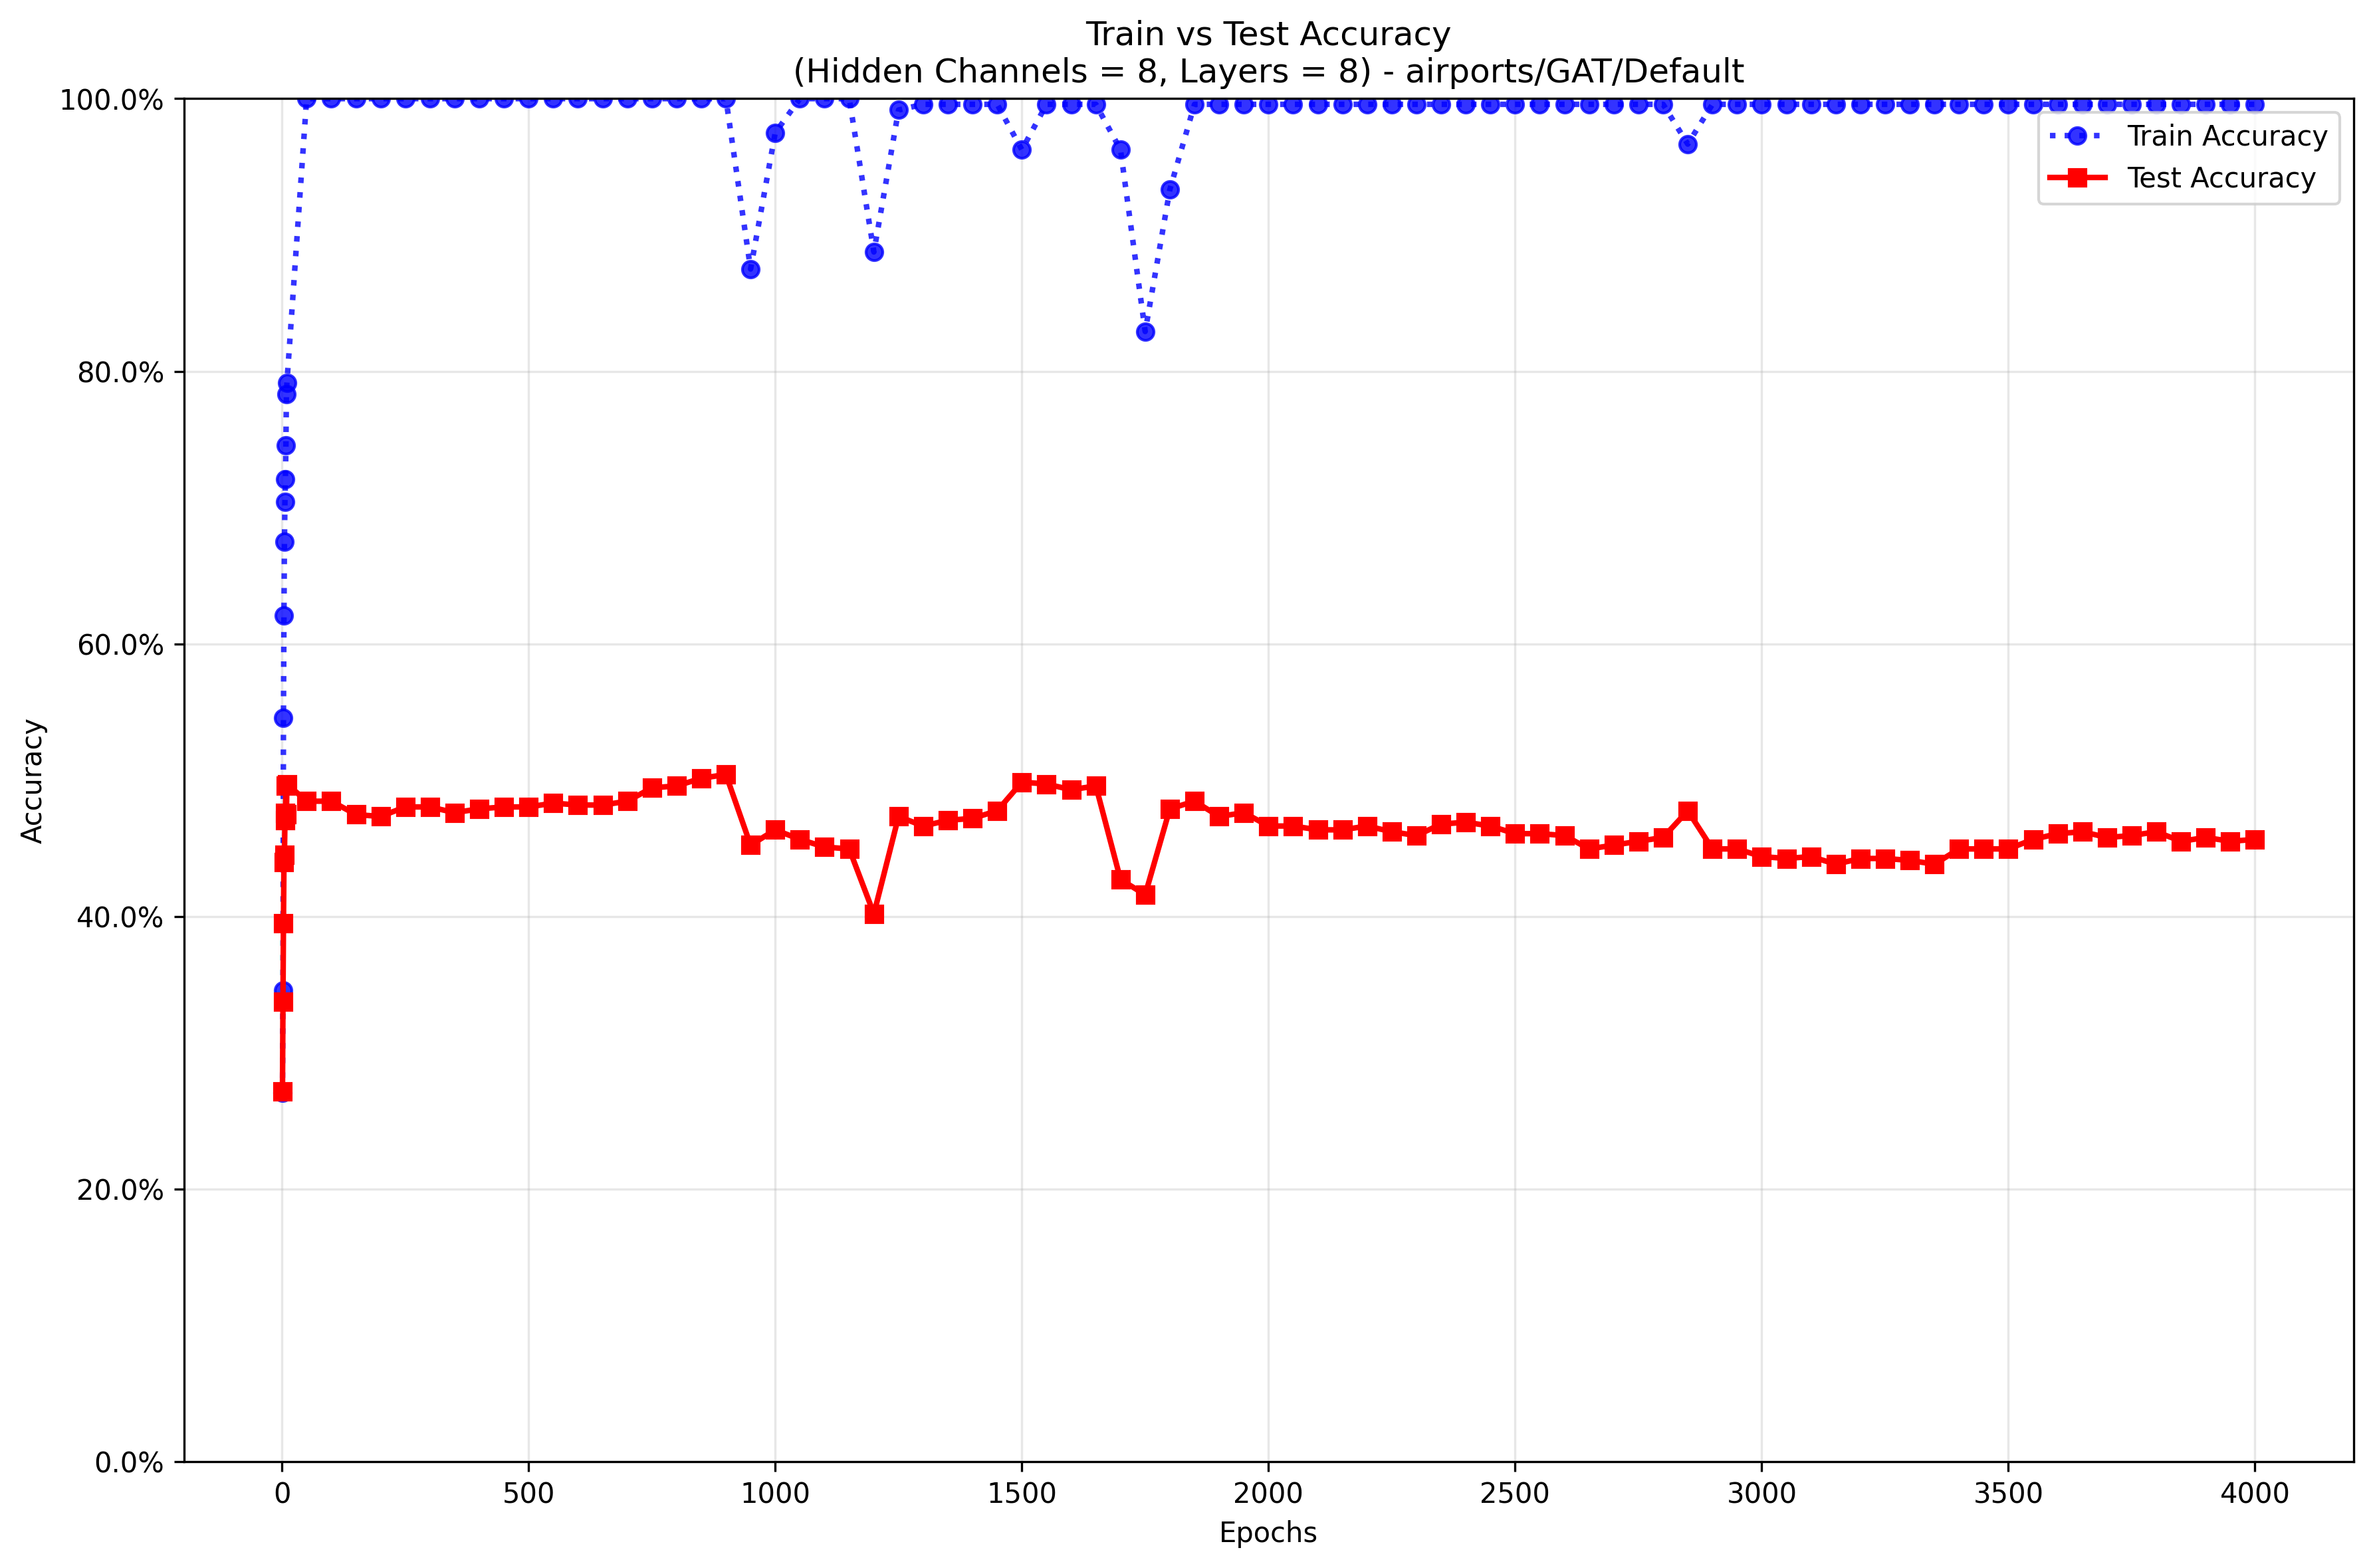 Train vs Test Accuracy
(Hidden Channels = 8, Layers = 8) - airports/GAT/Default
100.0%
80.0%
60.0%
40.0%
20.0%
0.0%
Accuracy
Train Accuracy
Test Accuracy
0 500 1000 1500 2000 2500 3000 3500 4000
Epochs